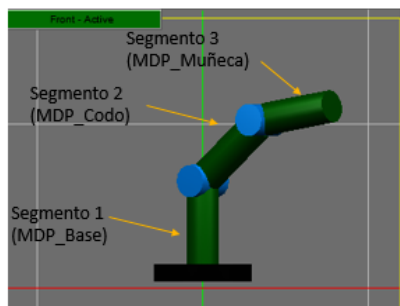 Front - Active
Segmento 3
(MDP_Muñeca)
Segmento 2
(MDP_Codo)
Segmento 1
(MDP_Base)